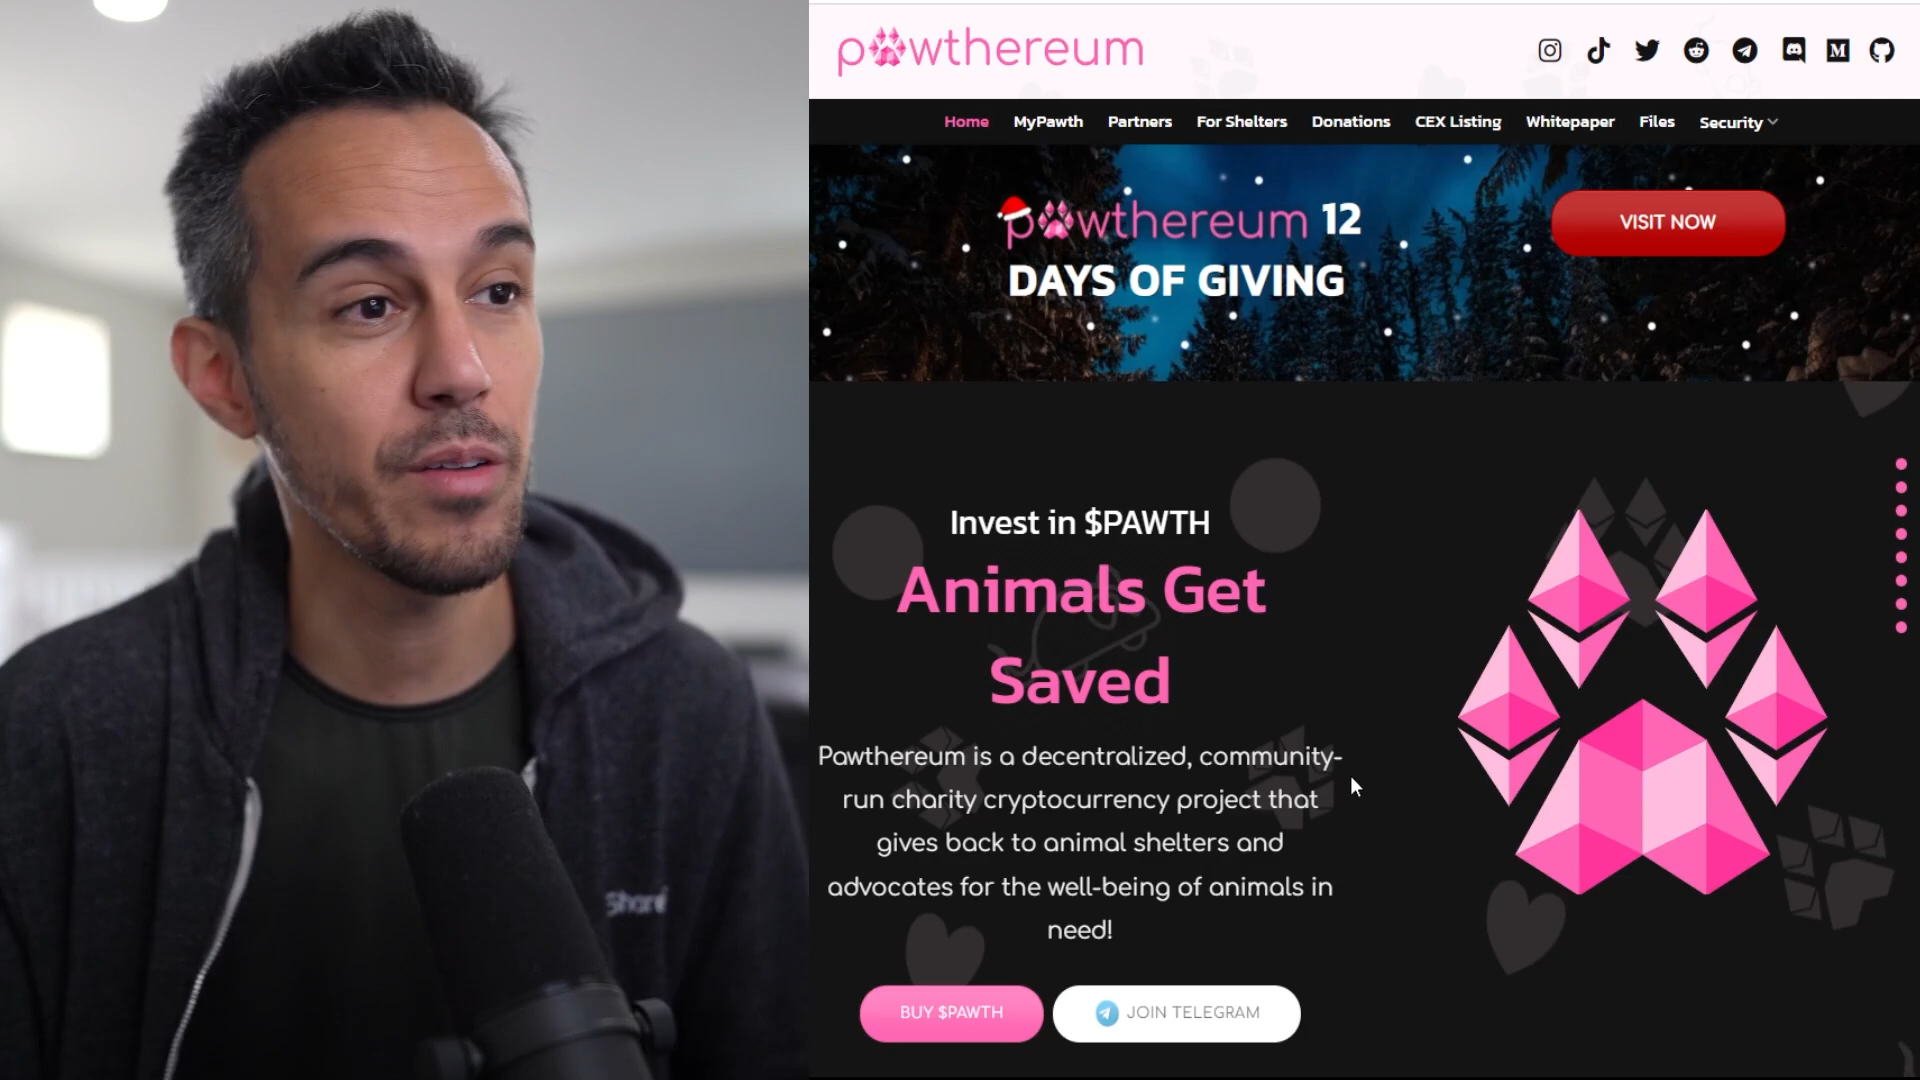 pawthereum
Home MyPawth Partners For Shelters Donations CEX Listing Whitepaper Files Security
pawthereum 12
DAYS OF GIVING
VISIT NOW
Invest in $PAWTH
Animals Get
Saved
Pawthereum is a decentralized, community-
run charity cryptocurrency project that
gives back to animal shelters and
advocates for the well-being of animals in
need!
BUY $PAWTH
JOIN TELEGRAM
Share